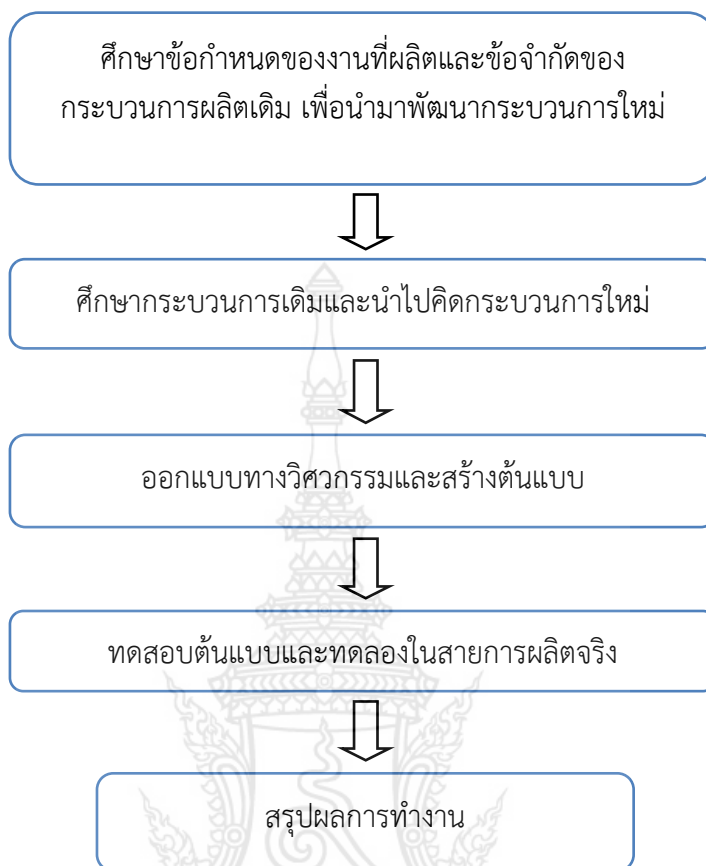 ศึกษาข้อกำหนดของงานที่ผลิตและข้อจำกัดของ
กระบวนการผลิตเดิม เพื่อนำมาพัฒนากระบวนการใหม่
ศึกษากระบวนการเดิมและนำไปคิดกระบวนการใหม่
ออกแบบทางวิศวกรรมและสร้างต้นแบบ
ทดสอบต้นแบบและทดลองในสายการผลิตจริง
สรุปผลการทำงาน